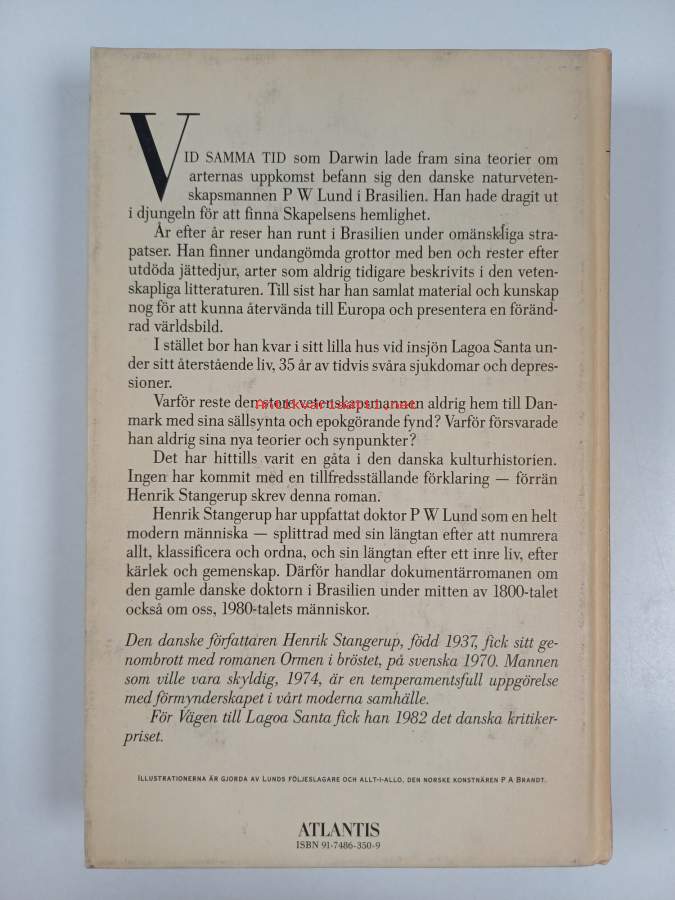 VID SAMMA TID som Darwin lade fram sina teorier om
arternas uppkomst befann sig den danske naturveten-
skapsmannen P W Lund i Brasilien. Han hade dragit ut
i djungeln för att finna Skapelsens hemlighet.
År efter år reser han runt i Brasilien under omänskliga stra-
patser. Han finner undangömda grottor med ben och rester efter
utdöda jättedjur, arter som aldrig tidigare beskrivits i den veten-
skapliga litteraturen. Till sist har han samlat material och kunskap
nog för att kunna återvända till Europa och presentera en föränd-
rad världsbild.
I stället bor han kvar i sitt lilla hus vid insjön Lagoa Santa un-
der sitt återstående liv, 35 år av tidvis svåra sjukdomar och depres-
sioner.
Varför reste den store vetenskapsmannen aldrig hem till Dan-
mark med sina sällsynta och epokgörande fynd? Varför försvarade
han aldrig sina nya teorier och synpunkter?
Det har hittills varit en gåta i den danska kulturhistorien.
Ingen har kommit med en tillfredsställande förklaring — förrän
Henrik Stangerup skrev denna roman.
Henrik Stangerup har uppfattat doktor P W Lund som en helt
modern människa — splittrad med sin längtan efter att numrera
allt, klassificera och ordna, och sin längtan efter ett inre liv, efter
kärlek och gemenskap. Därför handlar dokumentärromanen om
den gamle danske doktorn i Brasilien under mitten av 1800-talet
också om oss, 1980-talets människor.
Den danske författaren Henrik Stangerup, född 1937, fick sitt ge-
nombrott med romanen Ormen i bröstet, på svenska 1970. Mannen
som ville vara skyldig, 1974, är en temperamentsfull uppgörelse
med förmynderskapet i vårt moderna samhälle.
För Vägen till Lagoa Santa fick han 1982 det danska kritiker-
priset.
ILLUSTRATIONERNA ÄR GJORDA AV LUNDS FÖLJESLAGARE OCH ALLT-I-ALLO, DEN NORSKE KONSTNÄREN P A BRANDT.
ATLANTIS
ISBN 91-7486-350-9